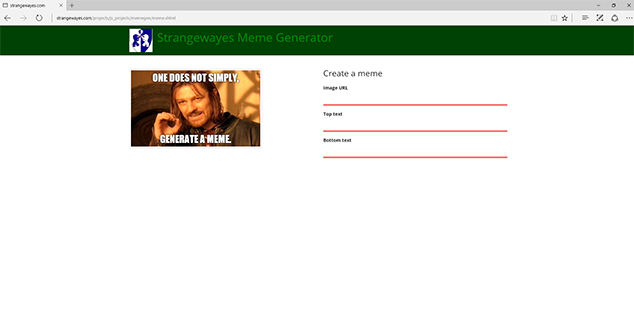 strangewayes.com
strangewayes.com/projects/js_projects/memegen/meme.shtml
Strangewayes Meme Generator
ONE DOES NOT SIMPLY,
GENERATE A MEME.
Create a meme
Image URL
Top text
Bottom text